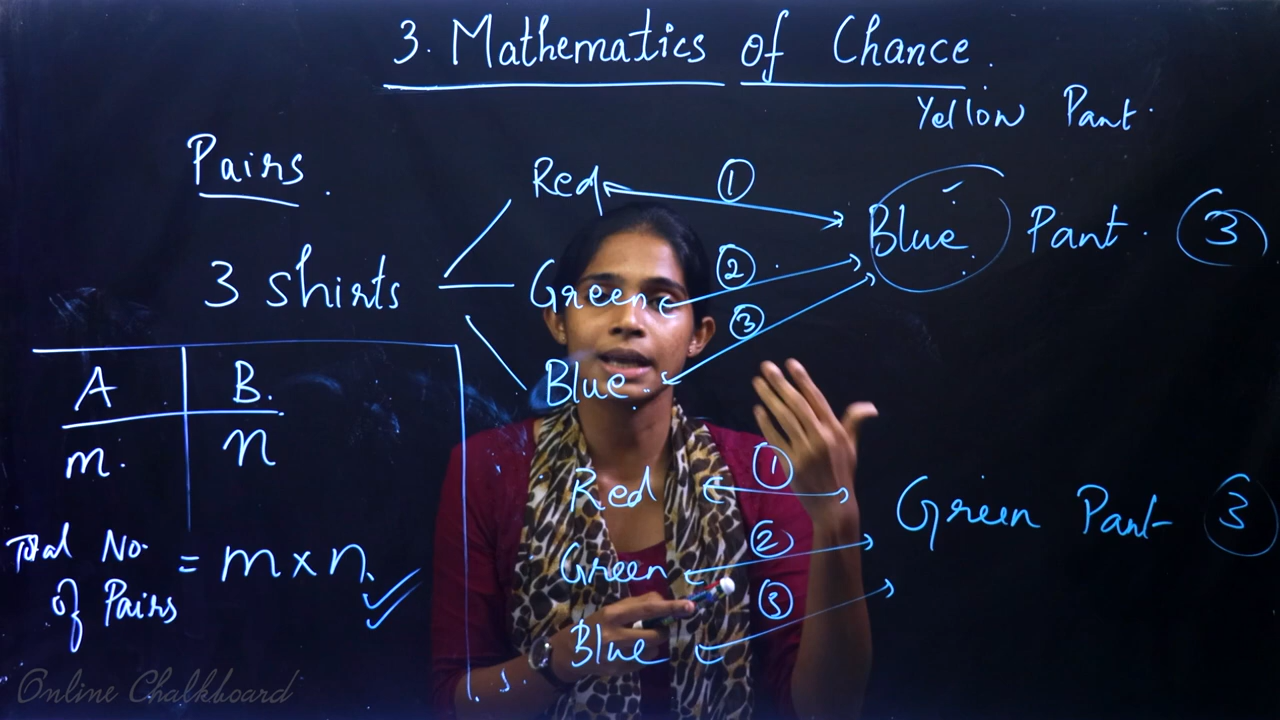 3. Mathematics of Chance.
Yellow Pant.
Pairs.
Red
①
Blue Pant. ③
3 shirts
Green
②
Blue.
③
A | B.
m. | n
Total No. of Pairs = m x n.
Red
①
Green Pant ③
Green
②
Blue
③
Online Chalkboard